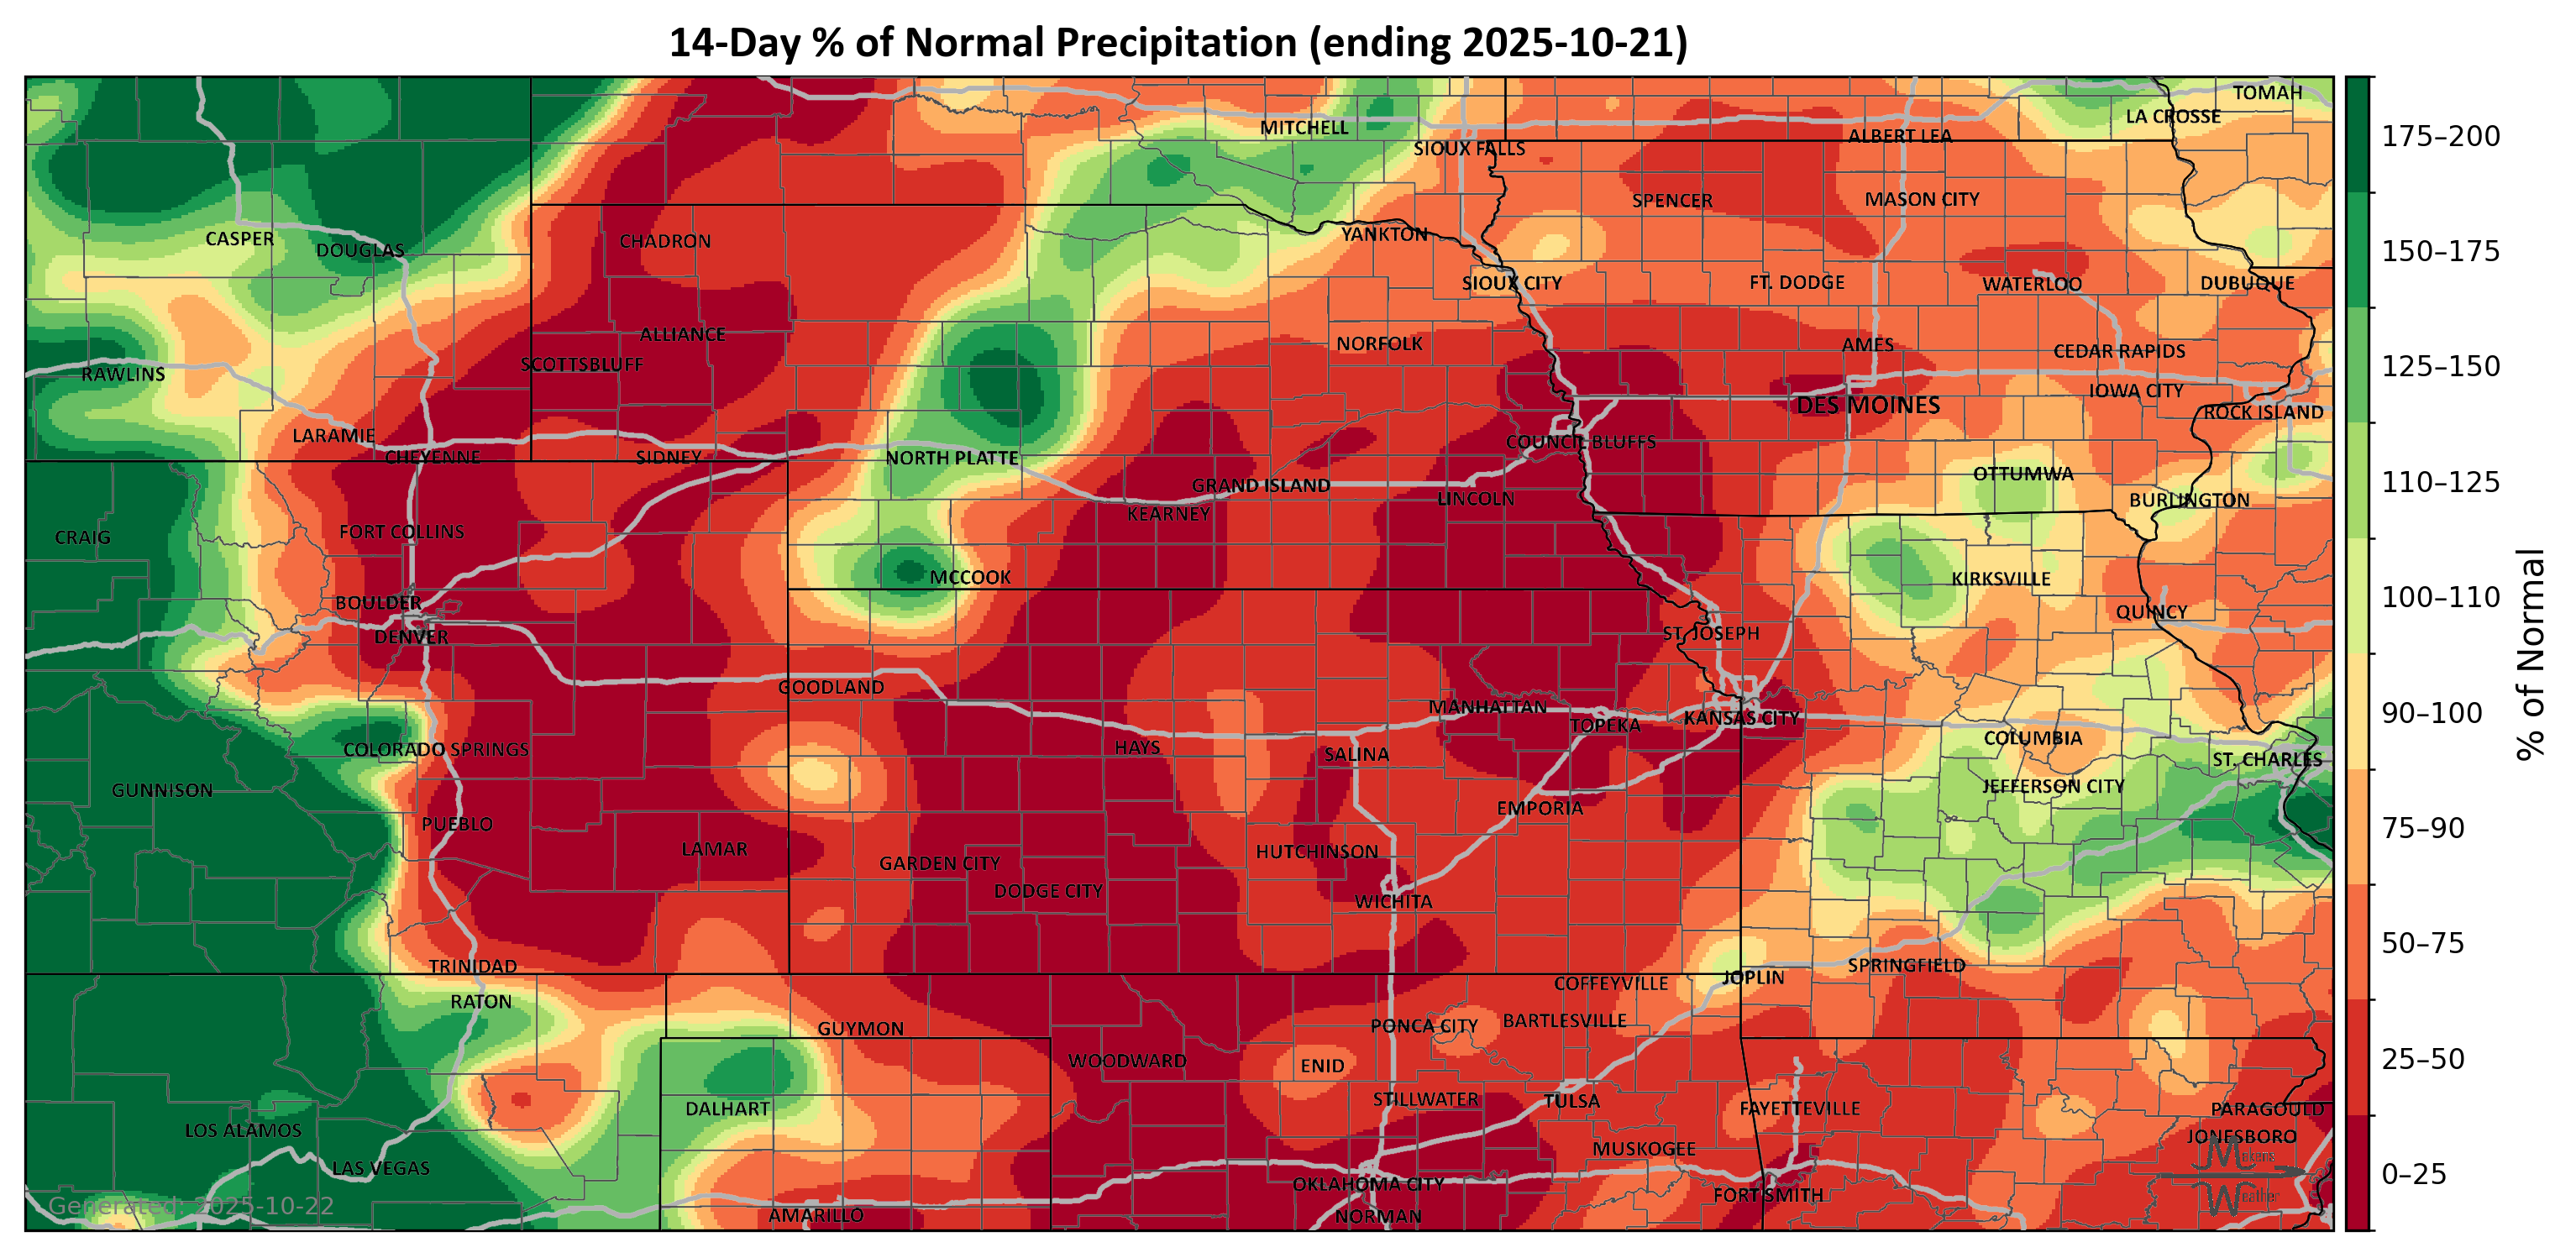 14-Day % of Normal Precipitation (ending 2025-10-21)
TOMAH
LA CROSSE
MITCHELL
ALBERT LEA
SIOUX FALLS
SPENCER
MASON CITY
CASPER
DOUGLAS
CHADRON
YANKTON
SIOUX CITY
FT. DODGE
WATERLOO
DUBUQUE
ALLIANCE
NORFOLK
AMES
CEDAR RAPIDS
SCOTTSBLUFF
RAWLINS
IOWA CITY
DES MOINES
ROCK ISLAND
LARAMIE
COUNCIL BLUFFS
CHEYENNE
SIDNEY
NORTH PLATTE
OTTUMWA
GRAND ISLAND
LINCOLN
BURLINGTON
KEARNEY
FORT COLLINS
CRAIG
MCCOOK
KIRKSVILLE
BOULDER
QUINCY
DENVER
ST. JOSEPH
GOODLAND
MANHATTAN
TOPEKA
KANSAS CITY
COLUMBIA
COLORADO SPRINGS
HAYS
SALINA
ST. CHARLES
GUNNISON
JEFFERSON CITY
EMPORIA
PUEBLO
LAMAR
HUTCHINSON
GARDEN CITY
DODGE CITY
WICHITA
TRINIDAD
SPRINGFIELD
COFFEYVILLE
JOPLIN
RATON
GUYMON
PONCA CITY
BARTLESVILLE
WOODWARD
ENID
DALHART
STILLWATER
TULSA
FAYETTEVILLE
PARAGOULD
LOS ALAMOS
JONESBORO
MUSKOGEE
LAS VEGAS
OKLAHOMA CITY
FORT SMITH
AMARILLO
NORMAN
Generated: 2025-10-22
Makens
Weather
175–200
150–175
125–150
110–125
100–110
90–100
75–90
50–75
25–50
0–25
% of Normal